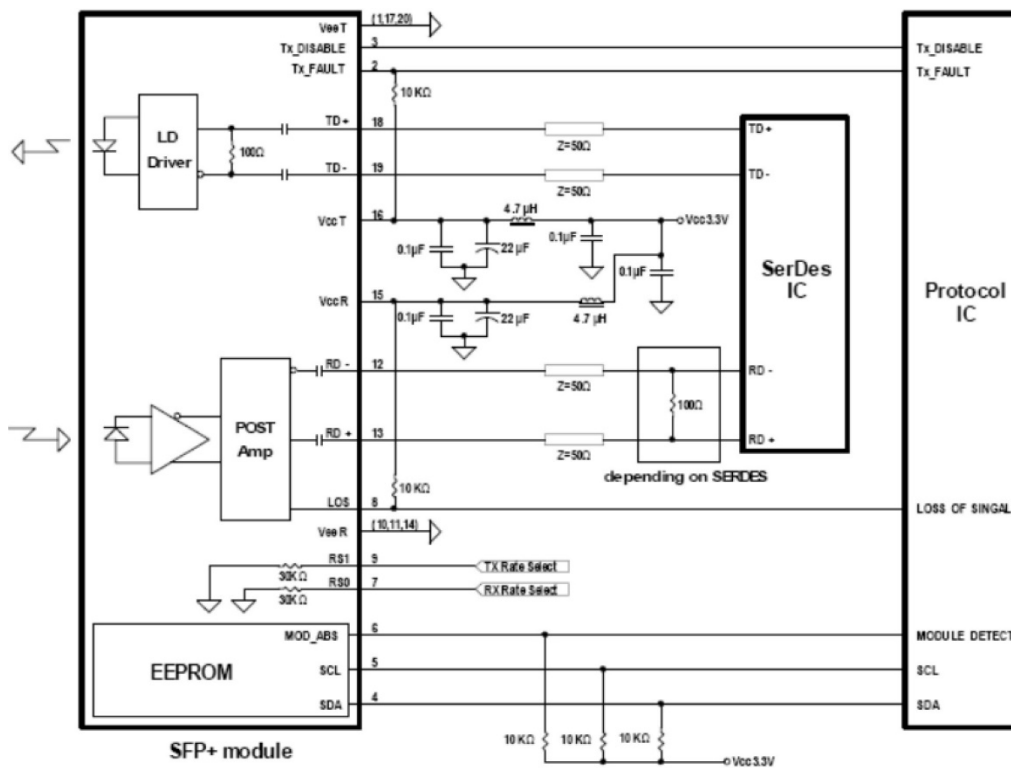 VeeT
(1,17,20)
Tx_DISABLE
3
Tx_DISABLE
Tx_FAULT
2
Tx_FAULT
10 KΩ
LD
Driver
100Ω
TD+
18
Z=50Ω
TD+
TD -
19
Z=50Ω
TD -
VccT
16
4.7 µH
Vcc3.3V
0.1µF
22 µF
0.1µF
0.1µF
SerDes
IC
Protocol
IC
VccR
15
0.1µF
22 µF
4.7 µH
RD -
12
Z=50Ω
RD -
POST
Amp
100Ω
RD +
13
Z=50Ω
RD +
depending on SERDES
10 KΩ
LOS
8
LOSS OF SINGAL
VeeR
(10,11,14)
RS1
9
TX Rate Select
30KΩ
RS0
7
RX Rate Select
30KΩ
MOD_ABS
6
MODULE DETECT
EEPROM
SCL
5
SCL
SDA
4
SDA
10 KΩ
10 KΩ
10 KΩ
Vcc3.3V
SFP+ module